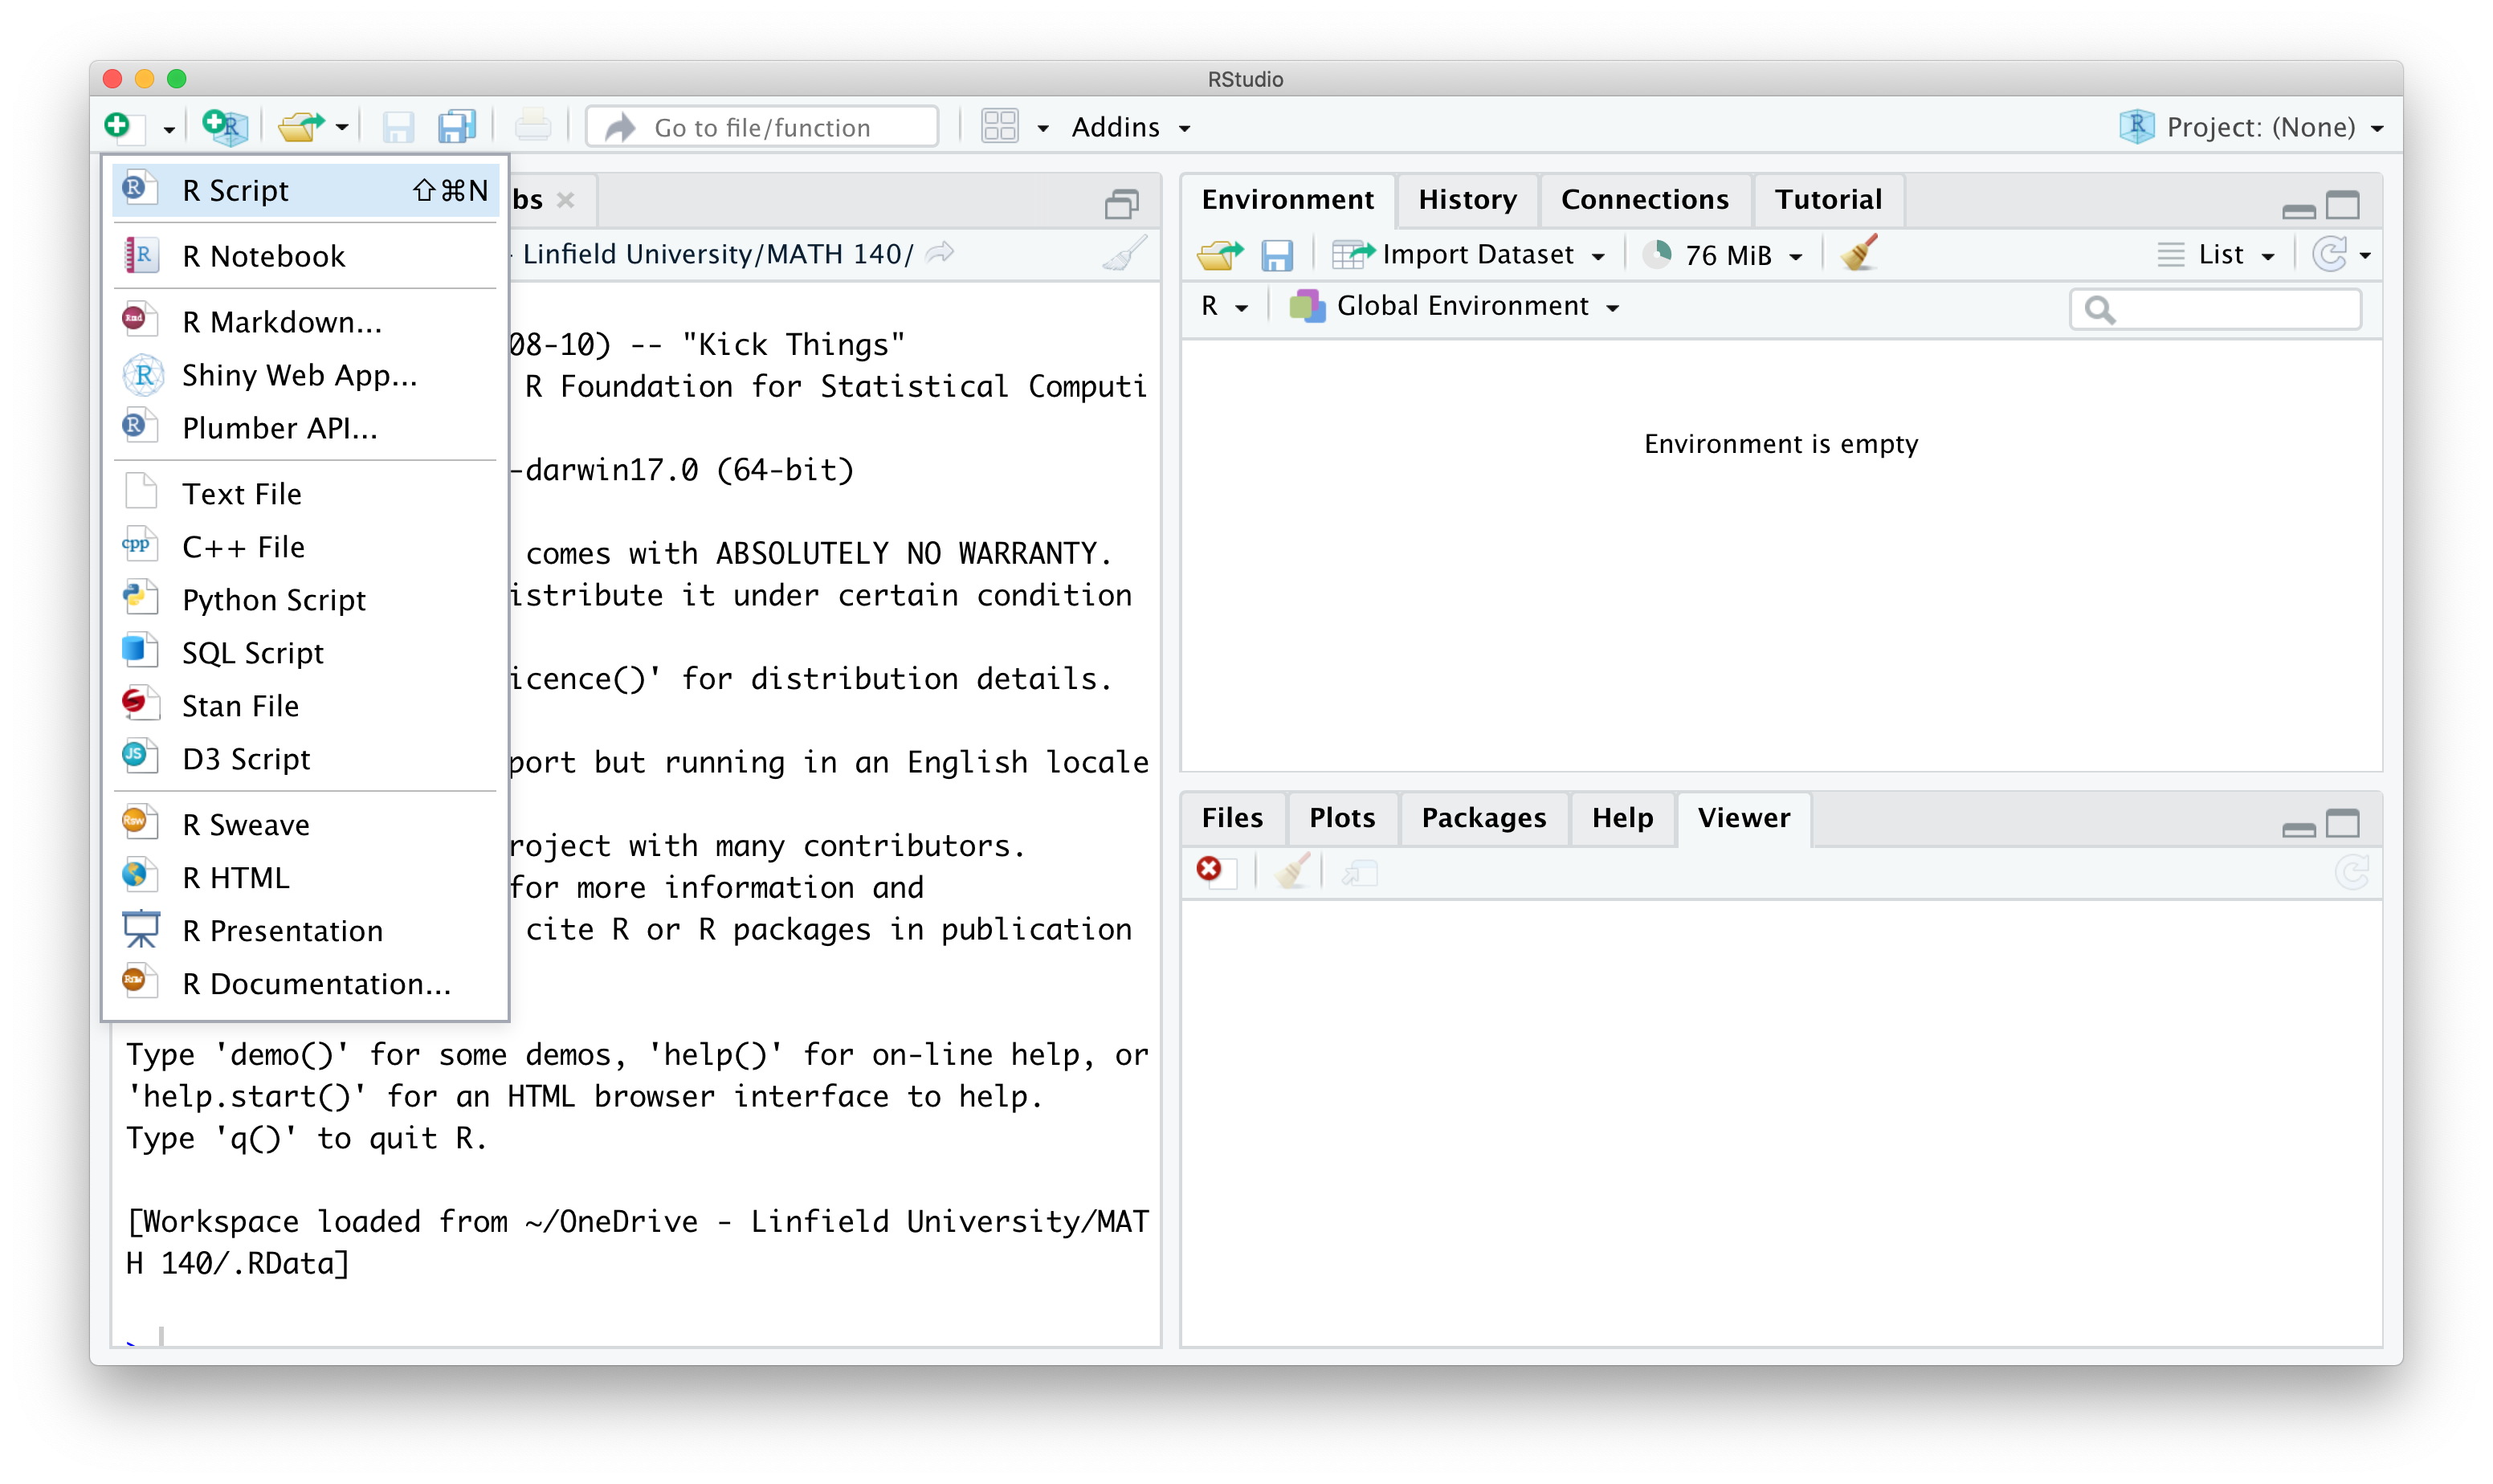 RStudio
Go to file/function
Addins
Project: (None)
R Script ⇧⌘N
R Notebook
R Markdown...
Shiny Web App...
Plumber API...
Text File
C++ File
Python Script
SQL Script
Stan File
D3 Script
R Sweave
R HTML
R Presentation
R Documentation...
bs
- Linfield University/MATH 140/
08-10) -- "Kick Things"
R Foundation for Statistical Computi
-darwin17.0 (64-bit)
comes with ABSOLUTELY NO WARRANTY.
istribute it under certain condition
icence()' for distribution details.
port but running in an English locale
roject with many contributors.
for more information and
cite R or R packages in publication
Type 'demo()' for some demos, 'help()' for on-line help, or
'help.start()' for an HTML browser interface to help.
Type 'q()' to quit R.
[Workspace loaded from ~/OneDrive - Linfield University/MAT
H 140/.RData]
>
Environment History Connections Tutorial
Import Dataset 76 MiB List
R Global Environment
Environment is empty
Files Plots Packages Help Viewer